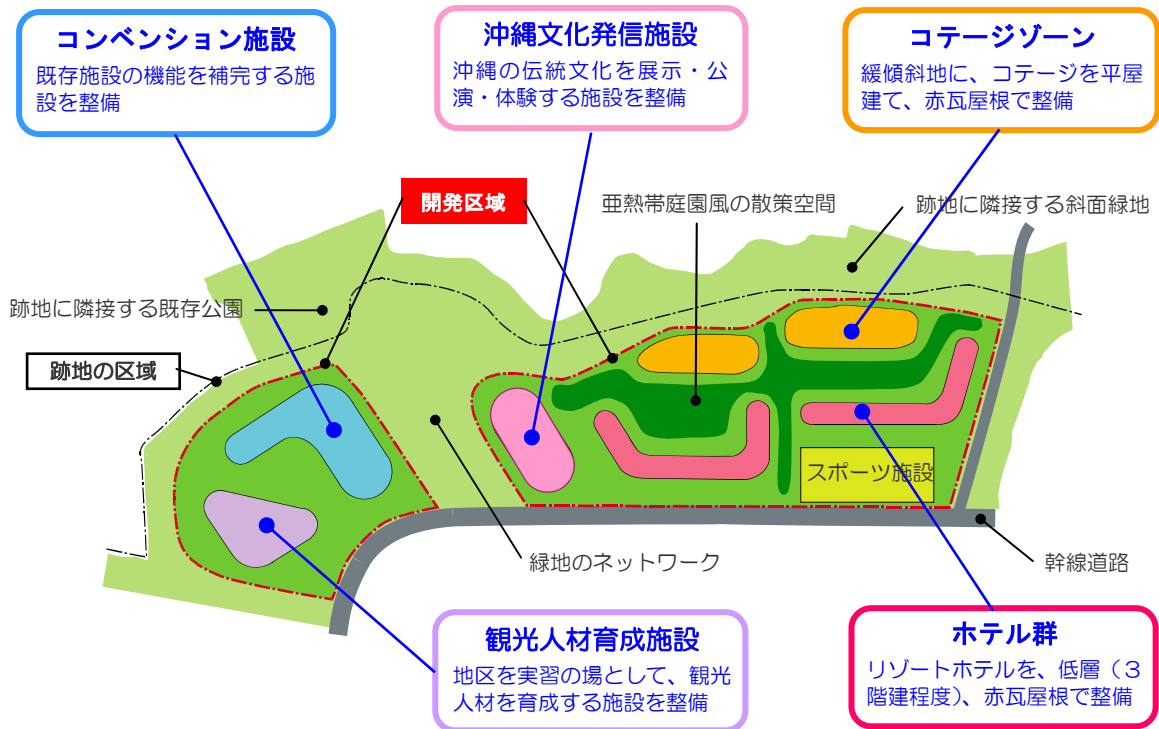 コンベンション施設
既存施設の機能を補完する施
設を整備
沖縄文化発信施設
沖縄の伝統文化を展示・公
演・体験する施設を整備
コテージゾーン
緩傾斜地に、コテージを平屋
建て、赤瓦屋根で整備
開発区域
亜熱帯庭園風の散策空間
跡地に隣接する斜面緑地
跡地に隣接する既存公園
跡地の区域
スポーツ施設
緑地のネットワーク
幹線道路
観光人材育成施設
地区を実習の場として、観光
人材を育成する施設を整備
ホテル群
リゾートホテルを、低層（３
階建程度）、赤瓦屋根で整備